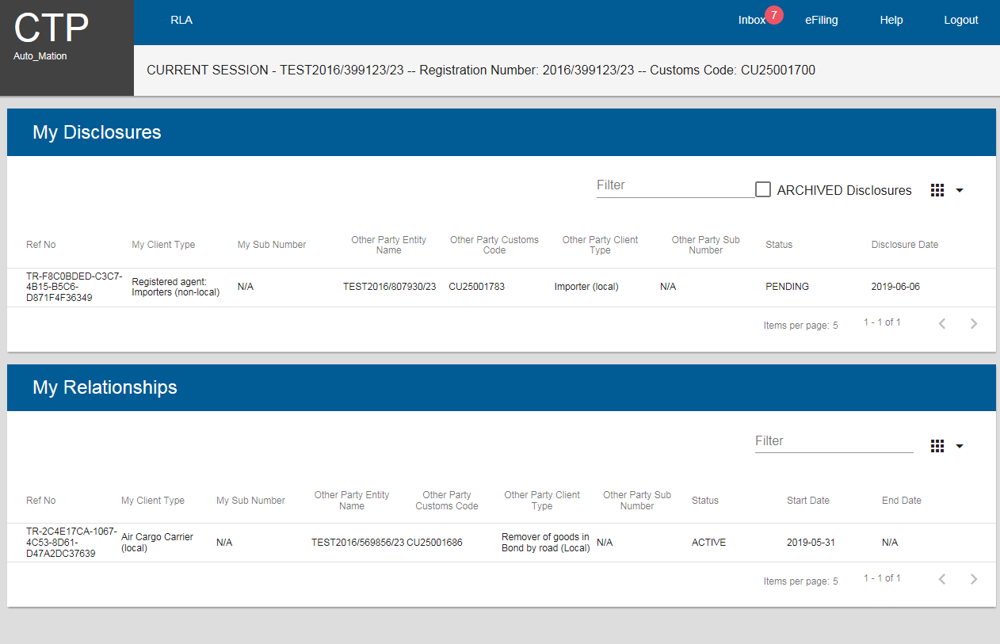 CTP
Auto_Mation
RLA
Inbox 7
eFiling
Help
Logout
CURRENT SESSION - TEST2016/399123/23 -- Registration Number: 2016/399123/23 -- Customs Code: CU25001700
My Disclosures
Filter
ARCHIVED Disclosures
Ref No
My Client Type
My Sub Number
Other Party Entity
Name
Other Party Customs
Code
Other Party Client
Type
Other Party Sub
Number
Status
Disclosure Date
TR-F8C0BDED-C3C7-
4B15-B5C6-
D871F4F36349
Registered agent:
Importers (non-local)
N/A
TEST2016/807930/23
CU25001783
Importer (local)
N/A
PENDING
2019-06-06
Items per page: 5
1 - 1 of 1
My Relationships
Filter
Ref No
My Client Type
My Sub Number
Other Party Entity
Name
Other Party
Customs Code
Other Party Client
Type
Other Party Sub
Number
Status
Start Date
End Date
TR-2C4E17CA-1067-
4C53-8D61-
D47A2DC37639
Air Cargo Carrier
(local)
N/A
TEST2016/569856/23
CU25001686
Remover of goods in
Bond by road (Local)
N/A
ACTIVE
2019-05-31
N/A
Items per page: 5
1 - 1 of 1